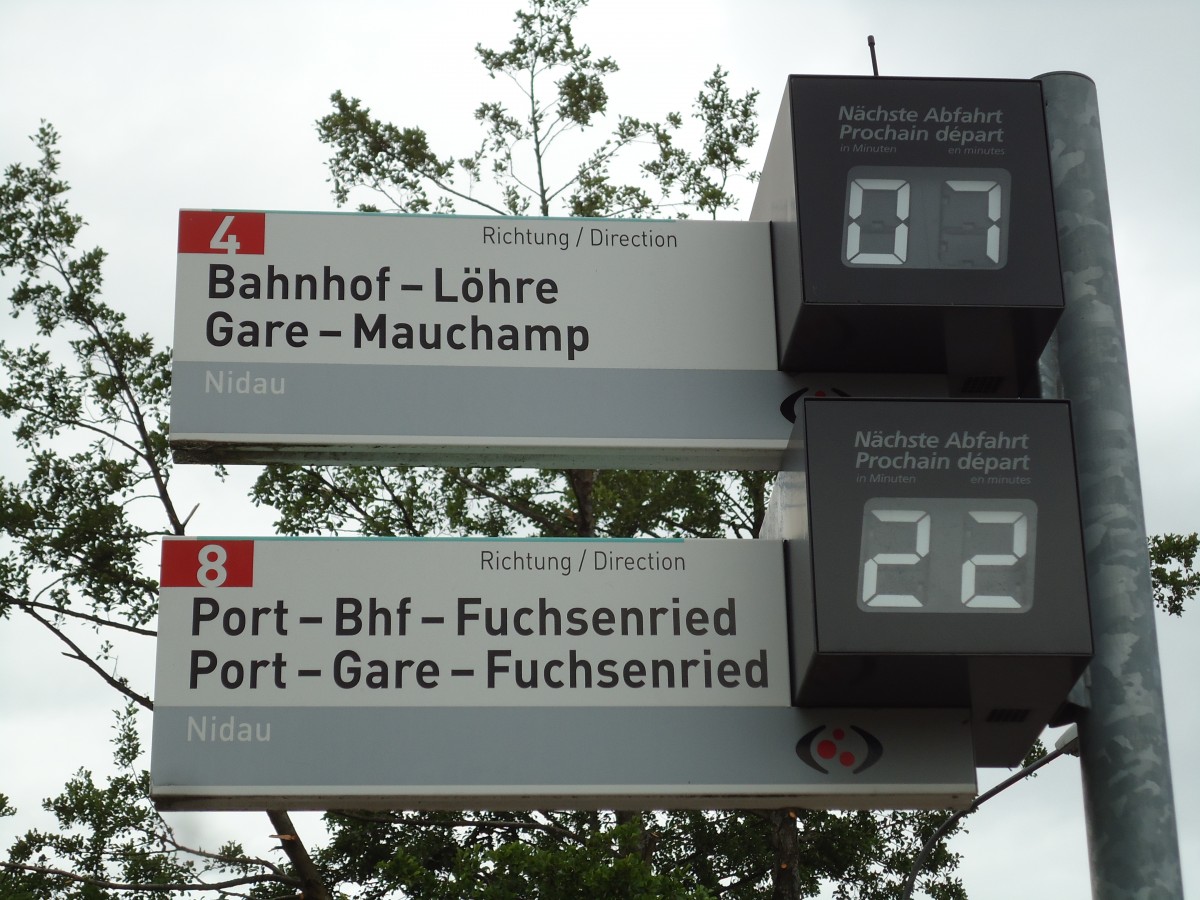 4
Richtung / Direction
Bahnhof – Löhre
Gare – Mauchamp
Nidau
Nächste Abfahrt
Prochain départ
in Minuten en minutes
07
8
Richtung / Direction
Port – Bhf – Fuchsenried
Port – Gare – Fuchsenried
Nidau
Nächste Abfahrt
Prochain départ
in Minuten en minutes
22